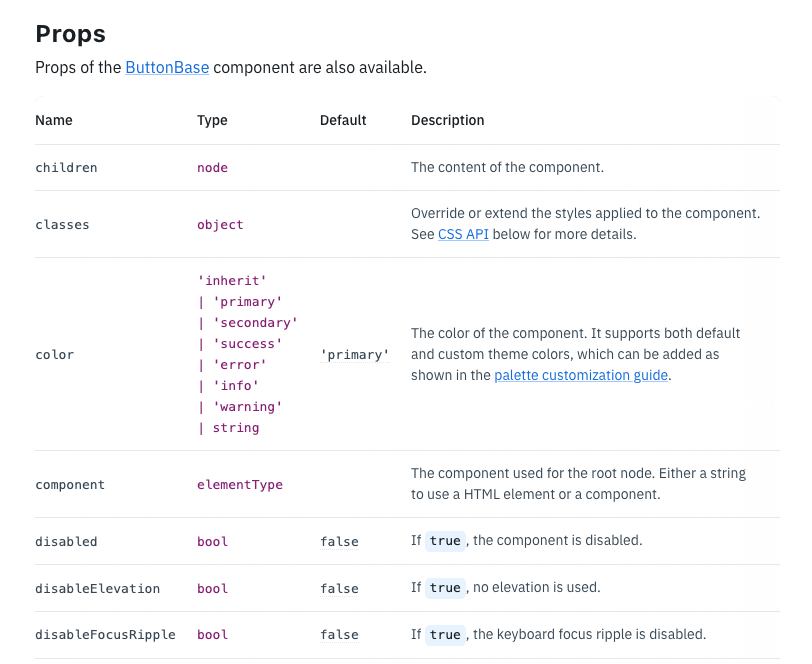 Props
Props of the ButtonBase component are also available.
Name Type Default Description
children node The content of the component.
classes object Override or extend the styles applied to the component.
See CSS API below for more details.
'inherit'
| 'primary'
| 'secondary'
| 'success'
| 'error'
| 'info'
| 'warning'
| string
color 'primary' The color of the component. It supports both default
and custom theme colors, which can be added as
shown in the palette customization guide.
component elementType The component used for the root node. Either a string
to use a HTML element or a component.
disabled bool false If true, the component is disabled.
disableElevation bool false If true, no elevation is used.
disableFocusRipple bool false If true, the keyboard focus ripple is disabled.